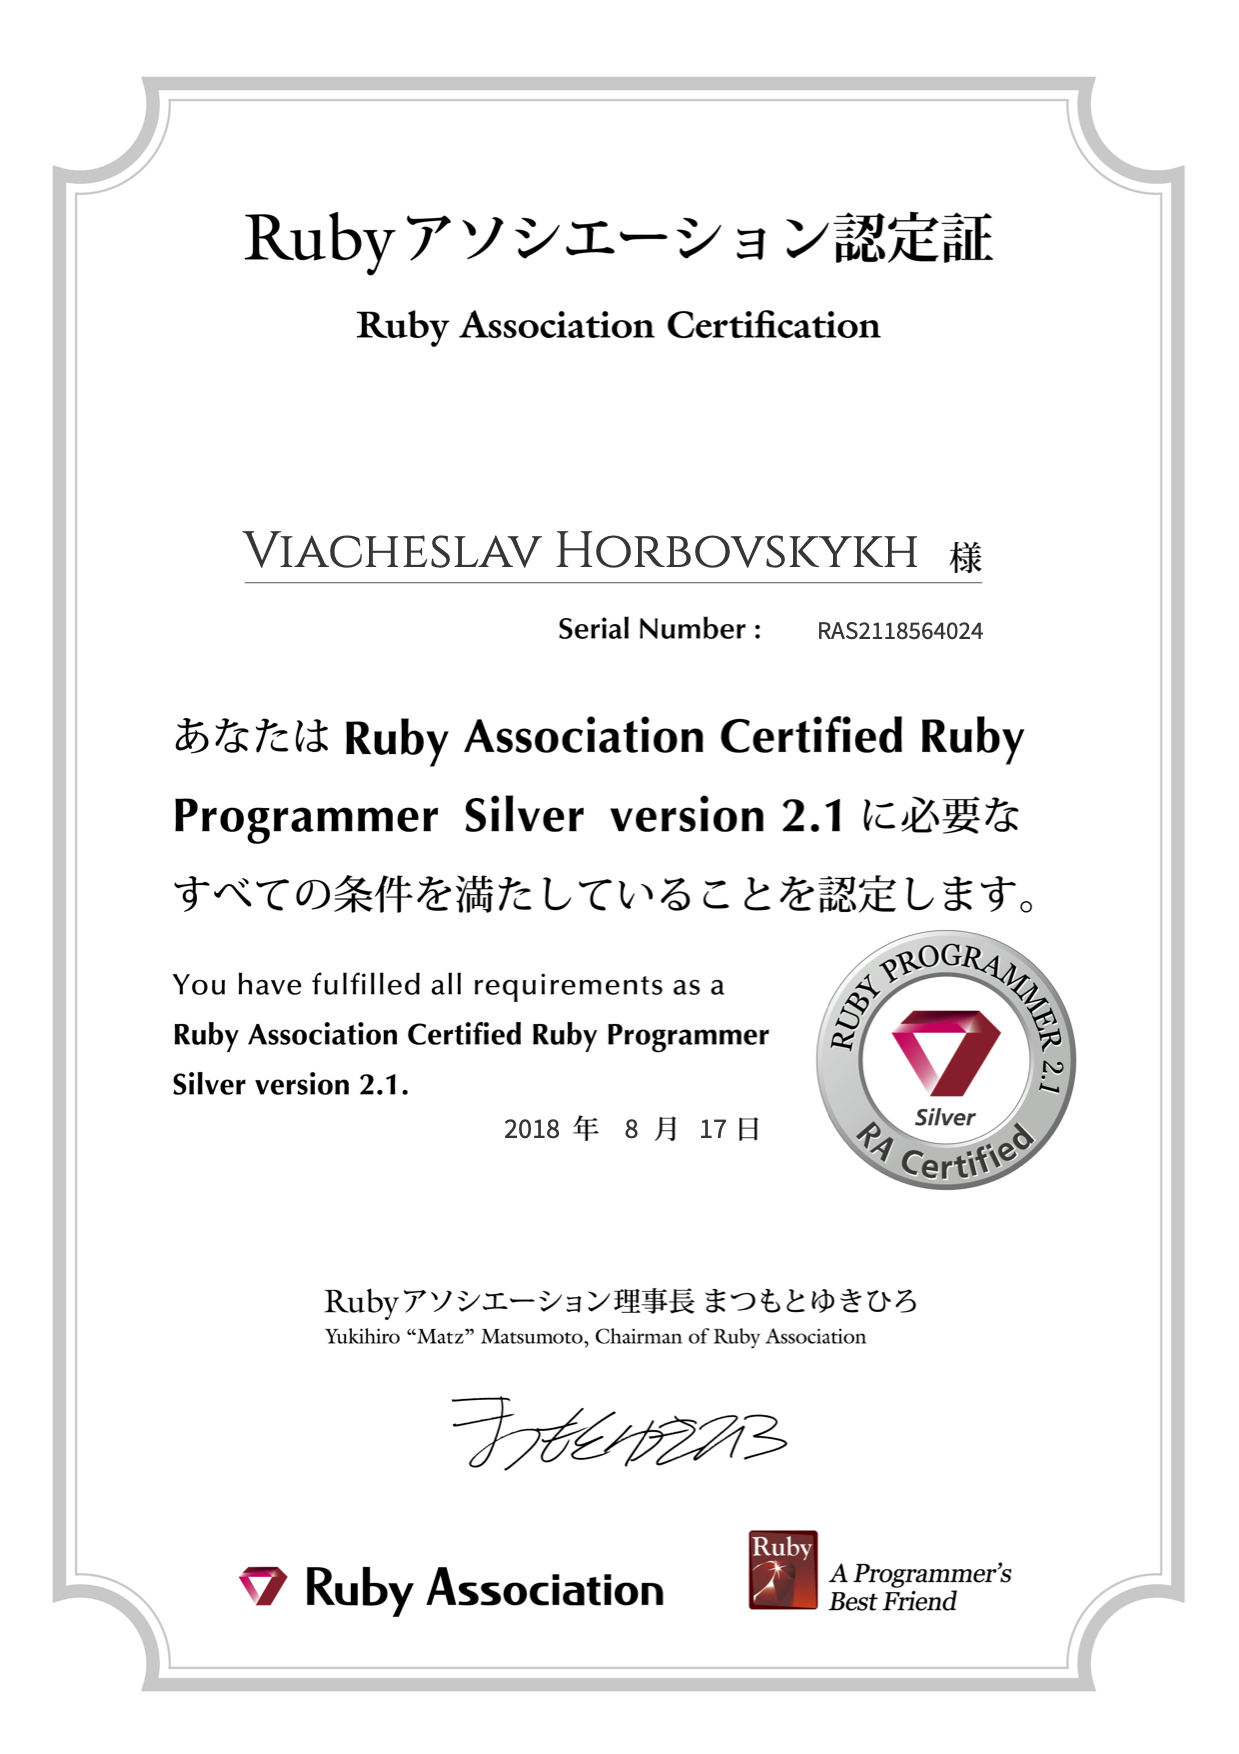 Rubyアソシエーション認定証
Ruby Association Certification
VIACHESLAV HORBOVSKYKH 様
Serial Number : RAS2118564024
あなたは Ruby Association Certified Ruby
Programmer Silver version 2.1 に必要な
すべての条件を満たしていることを認定します。
You have fulfilled all requirements as a
Ruby Association Certified Ruby Programmer
Silver version 2.1.
2018 年 8 月 17 日
RUBY PROGRAMMER 2.1
Silver
RA Certified
Rubyアソシエーション理事長 まつもとゆきひろ
Yukihiro “Matz” Matsumoto, Chairman of Ruby Association
まつもとゆきひろ
Ruby Association
Ruby
A Programmer’s
Best Friend